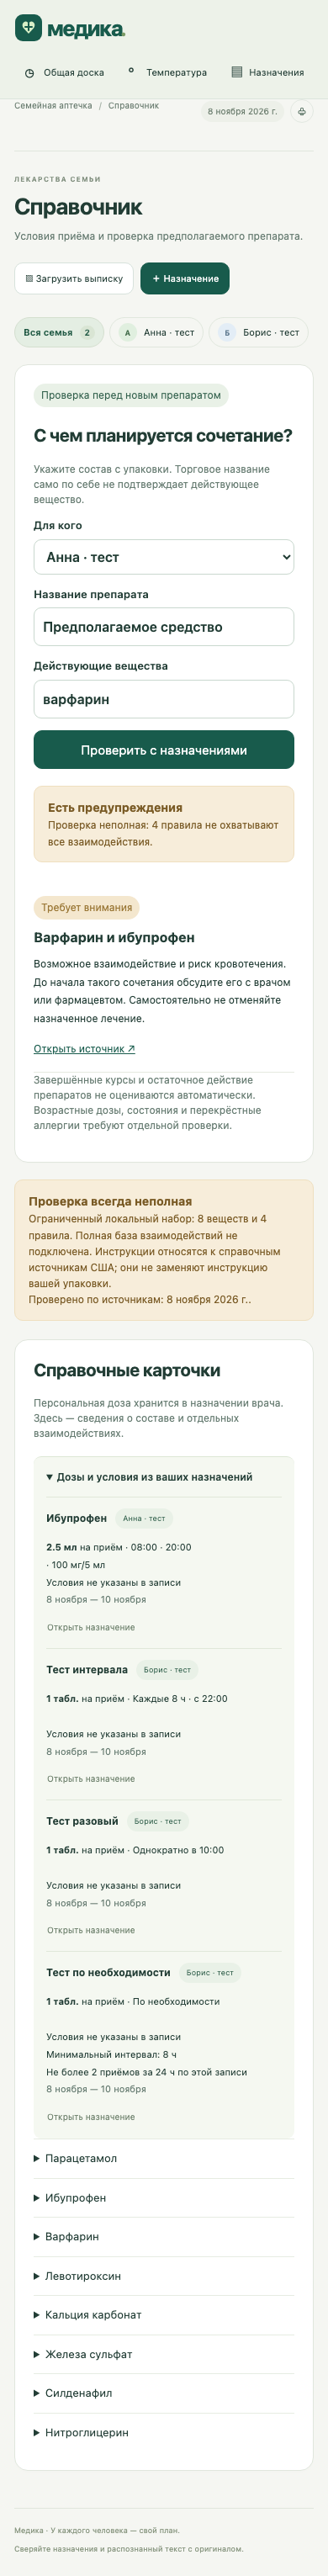 медика.
Общая доска
Температура
Назначения
Семейная аптечка / Справочник
8 ноября 2026 г.
ЛЕКАРСТВА СЕМЬИ
Справочник
Условия приёма и проверка предполагаемого препарата.
Загрузить выписку
+ Назначение
Вся семья 2
А Анна · тест
Б Борис · тест
Проверка перед новым препаратом
С чем планируется сочетание?
Укажите состав с упаковки. Торговое название
само по себе не подтверждает действующее
вещество.
Для кого
Анна · тест
Название препарата
Предполагаемое средство
Действующие вещества
варфарин
Проверить с назначениями
Есть предупреждения
Проверка неполная: 4 правила не охватывают
все взаимодействия.
Требует внимания
Варфарин и ибупрофен
Возможное взаимодействие и риск кровотечения.
До начала такого сочетания обсудите его с врачом
или фармацевтом. Самостоятельно не отменяйте
назначенное лечение.
Открыть источник ↗
Завершённые курсы и остаточное действие
препаратов не оцениваются автоматически.
Возрастные дозы, состояния и перекрёстные
аллергии требуют отдельной проверки.
Проверка всегда неполная
Ограниченный локальный набор: 8 веществ и 4
правила. Полная база взаимодействий не
подключена. Инструкции относятся к справочным
источникам США; они не заменяют инструкцию
вашей упаковки.
Проверено по источникам: 8 ноября 2026 г..
Справочные карточки
Персональная доза хранится в назначении врача.
Здесь — сведения о составе и отдельных
взаимодействиях.
▼ Дозы и условия из ваших назначений
Ибупрофен Анна · тест
2.5 мл на приём · 08:00 · 20:00
· 100 мг/5 мл
Условия не указаны в записи
8 ноября — 10 ноября
Открыть назначение
Тест интервала Борис · тест
1 табл. на приём · Каждые 8 ч · с 22:00
Условия не указаны в записи
8 ноября — 10 ноября
Открыть назначение
Тест разовый Борис · тест
1 табл. на приём · Однократно в 10:00
Условия не указаны в записи
8 ноября — 10 ноября
Открыть назначение
Тест по необходимости Борис · тест
1 табл. на приём · По необходимости
Условия не указаны в записи
Минимальный интервал: 8 ч
Не более 2 приёмов за 24 ч по этой записи
8 ноября — 10 ноября
Открыть назначение
▶ Парацетамол
▶ Ибупрофен
▶ Варфарин
▶ Левотироксин
▶ Кальция карбонат
▶ Железа сульфат
▶ Силденафил
▶ Нитроглицерин
Медика · У каждого человека — свой план.
Сверяйте назначения и распознанный текст с оригиналом.